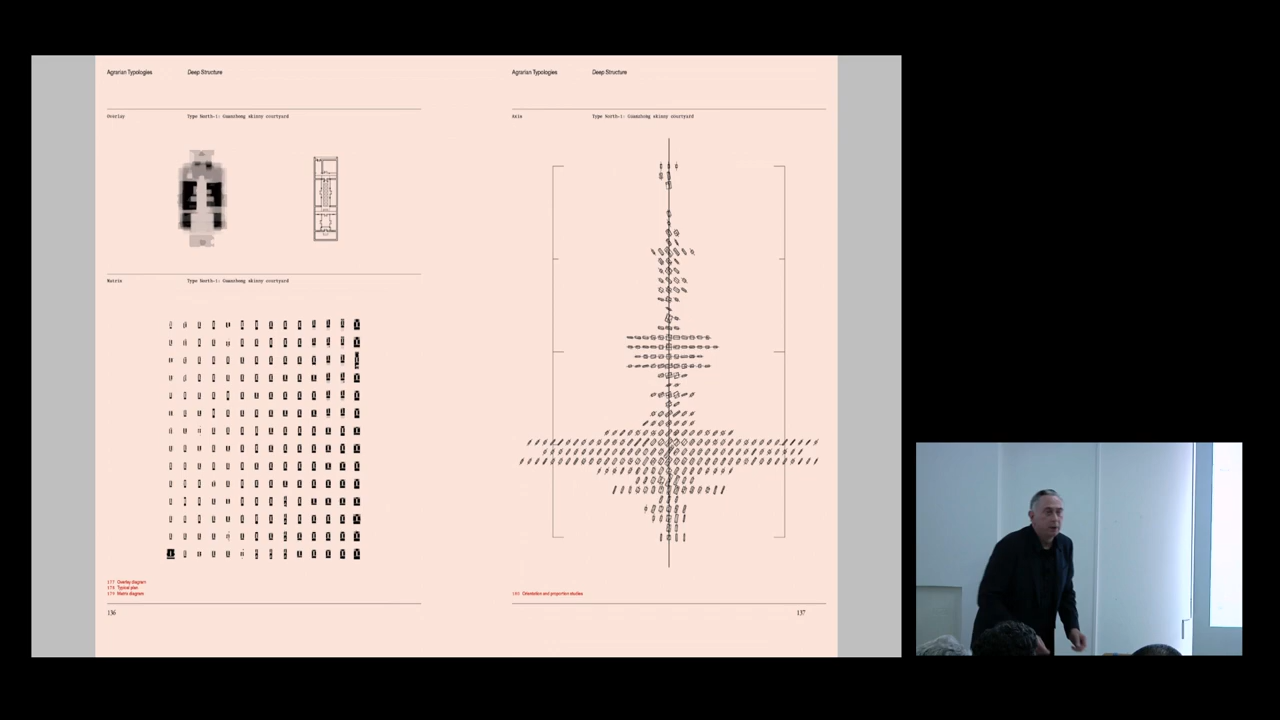 Agrarian Typologies Deep Structure
Overlay Type North-1: Guanzhong skinny courtyard
Matrix Type North-1: Guanzhong skinny courtyard
177 Overlay diagram
178 Typical plan
179 Matrix diagram
136
Agrarian Typologies Deep Structure
Axis Type North-1: Guanzhong skinny courtyard
180 Orientation and proportion studies
137